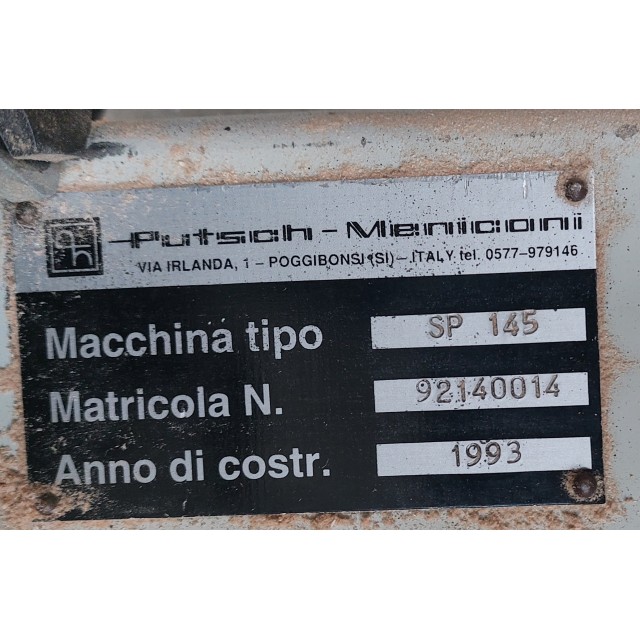 Putsch - Meniconi
VIA IRLANDA, 1 - POGGIBONSI (SI) - ITALY tel. 0577-979146
Macchina tipo SP 145
Matricola N. 92140014
Anno di costr. 1993